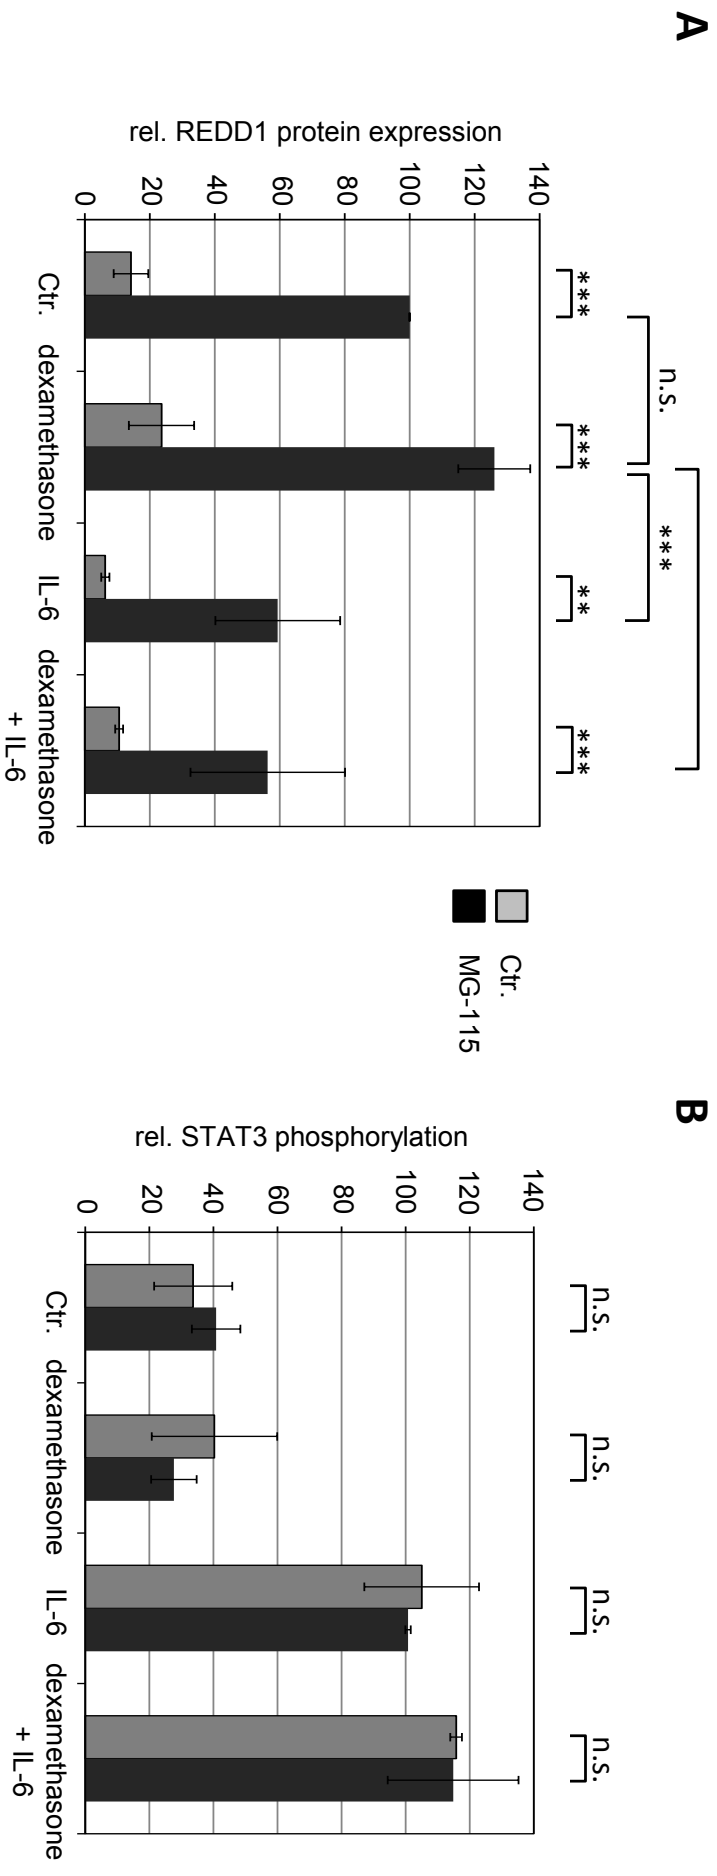 A
n.s.
***
***
***
***
**
***
rel. REDD1 protein expression
140
120
100
80
60
40
20
0
Ctr.
dexamethasone
IL-6
dexamethasone
+ IL-6
Ctr.
MG-115
B
n.s.
n.s.
n.s.
n.s.
rel. STAT3 phosphorylation
140
120
100
80
60
40
20
0
Ctr.
dexamethasone
IL-6
dexamethasone
+ IL-6